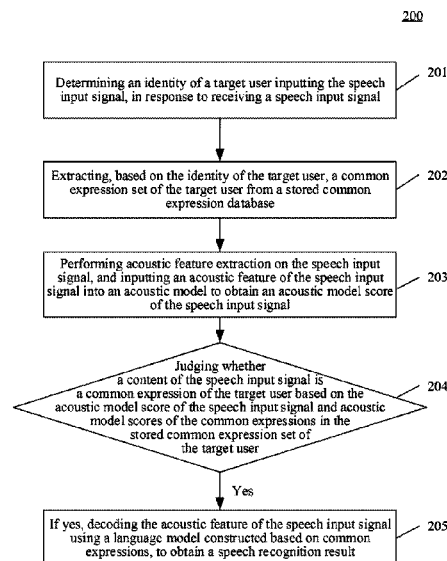 200
201
Determining an identity of a target user inputting the speech
input signal, in response to receiving a speech input signal
202
Extracting, based on the identity of the target user, a common
expression set of the target user from a stored common
expression database
203
Performing acoustic feature extraction on the speech input
signal, and inputting an acoustic feature of the speech input
signal into an acoustic model to obtain an acoustic model score
of the speech input signal
204
Judging whether
a content of the speech input signal is
a common expression of the target user based on the
acoustic model score of the speech input signal and acoustic
model scores of the common expressions in the
stored common expression set of
the target user
Yes
205
If yes, decoding the acoustic feature of the speech input signal
using a language model constructed based on common
expressions, to obtain a speech recognition result